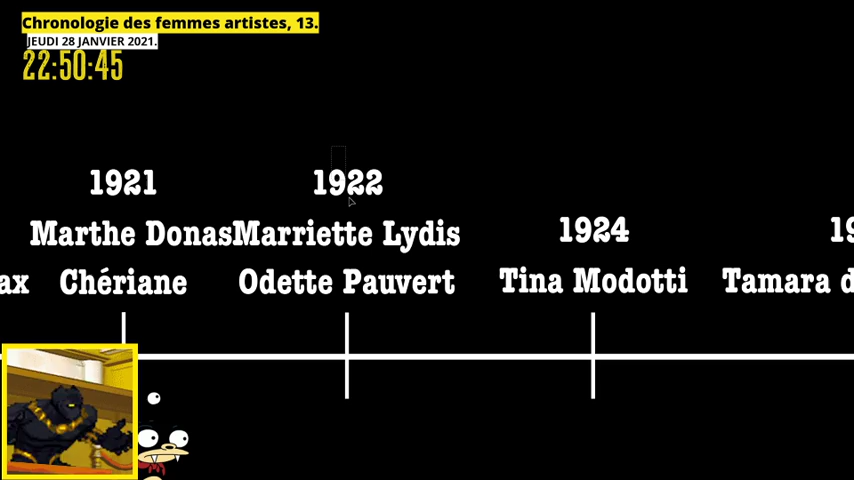 Chronologie des femmes artistes, 13.
JEUDI 28 JANVIER 2021.
22:50:45
1921
1922
1924
19
Marthe Donas
Marriette Lydis
ax
Chériane
Odette Pauvert
Tina Modotti
Tamara d